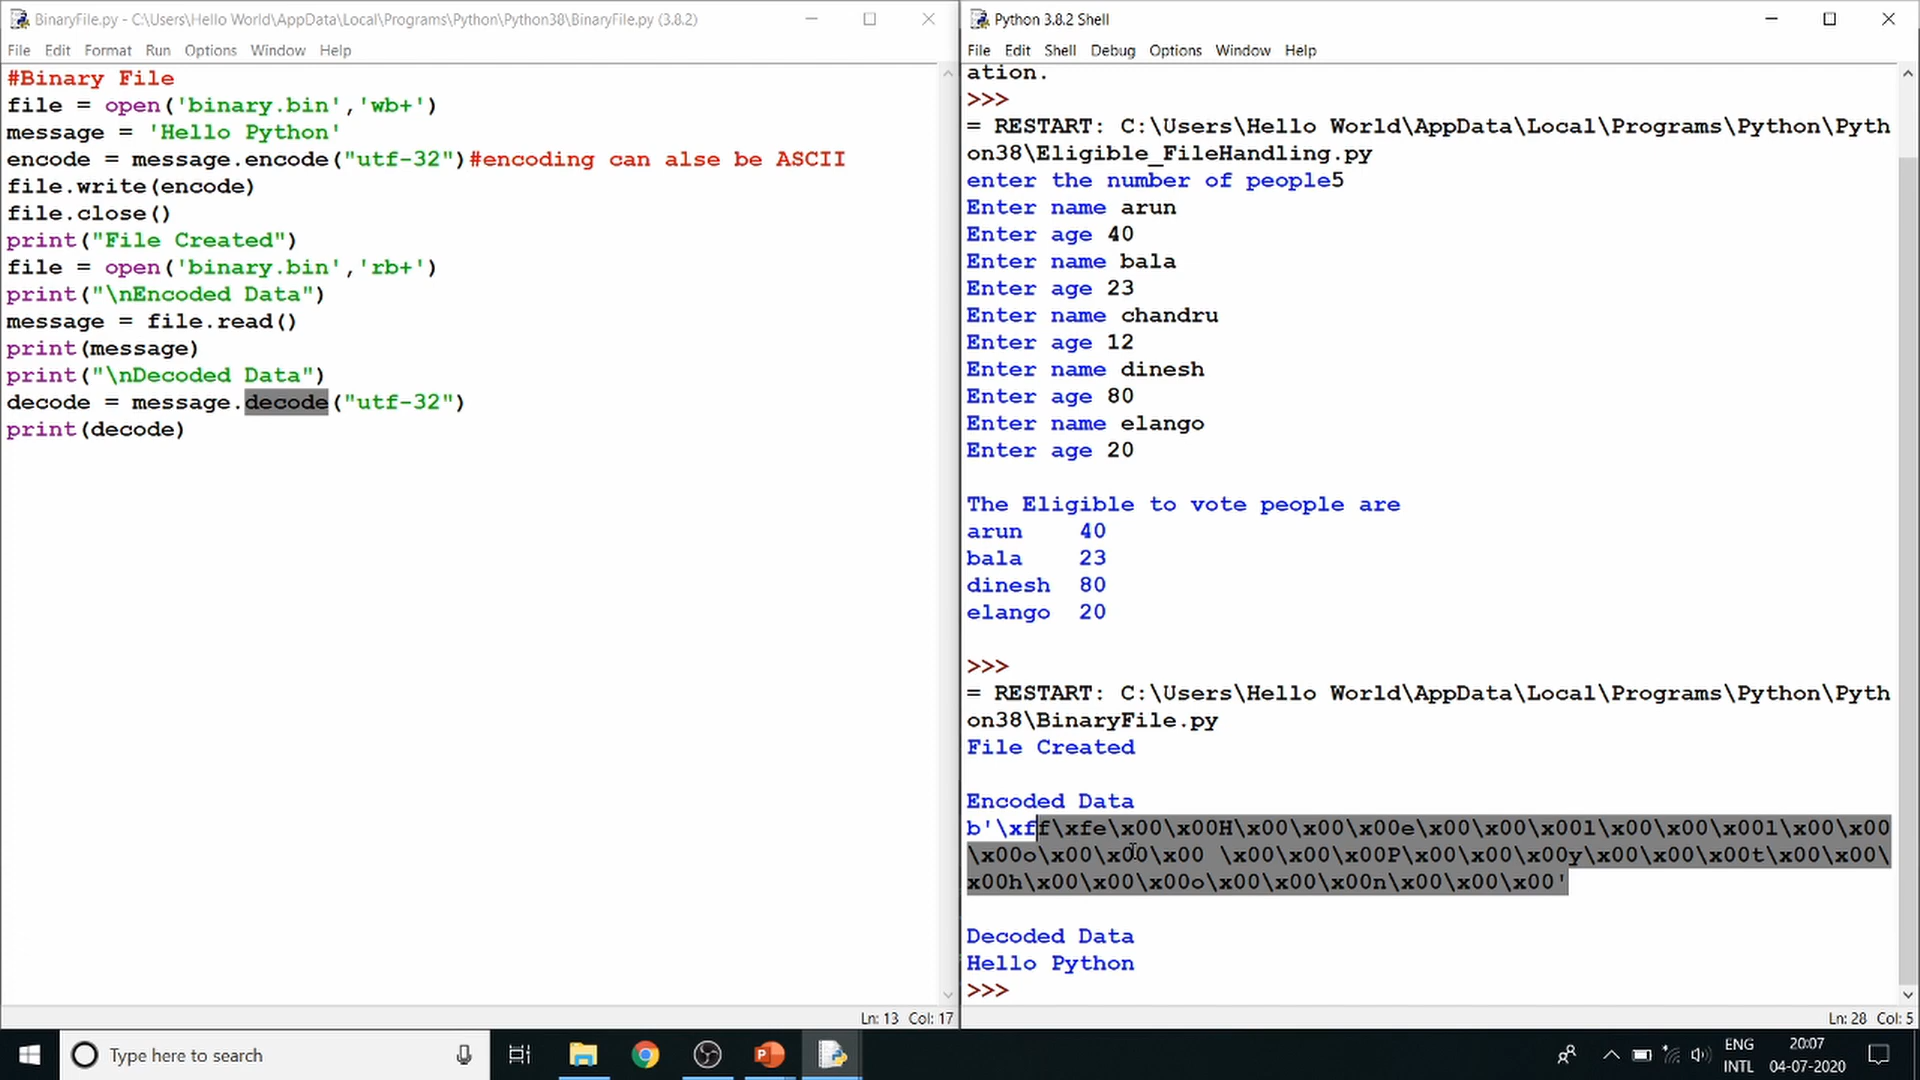 BinaryFile.py - C:\Users\Hello World\AppData\Local\Programs\Python\Python38\BinaryFile.py (3.8.2)
File Edit Format Run Options Window Help
#Binary File
file = open('binary.bin','wb+')
message = 'Hello Python'
encode = message.encode("utf-32")#encoding can alse be ASCII
file.write(encode)
file.close()
print("File Created")
file = open('binary.bin','rb+')
print("\nEncoded Data")
message = file.read()
print(message)
print("\nDecoded Data")
decode = message.decode("utf-32")
print(decode)
Ln: 13 Col: 17
Python 3.8.2 Shell
File Edit Shell Debug Options Window Help
ation.
>>>
= RESTART: C:\Users\Hello World\AppData\Local\Programs\Python\Pyth
on38\Eligible_FileHandling.py
enter the number of people5
Enter name arun
Enter age 40
Enter name bala
Enter age 23
Enter name chandru
Enter age 12
Enter name dinesh
Enter age 80
Enter name elango
Enter age 20
The Eligible to vote people are
arun 40
bala 23
dinesh 80
elango 20
>>>
= RESTART: C:\Users\Hello World\AppData\Local\Programs\Python\Pyth
on38\BinaryFile.py
File Created
Encoded Data
b'\xff\xfe\x00\x00H\x00\x00\x00e\x00\x00\x00l\x00\x00\x00l\x00\x00
\x00o\x00\x00\x00 \x00\x00\x00P\x00\x00\x00y\x00\x00\x00t\x00\x00\
x00h\x00\x00\x00o\x00\x00\x00n\x00\x00\x00'
Decoded Data
Hello Python
>>>
Ln: 28 Col: 5
Type here to search
ENG
INTL
20:07
04-07-2020